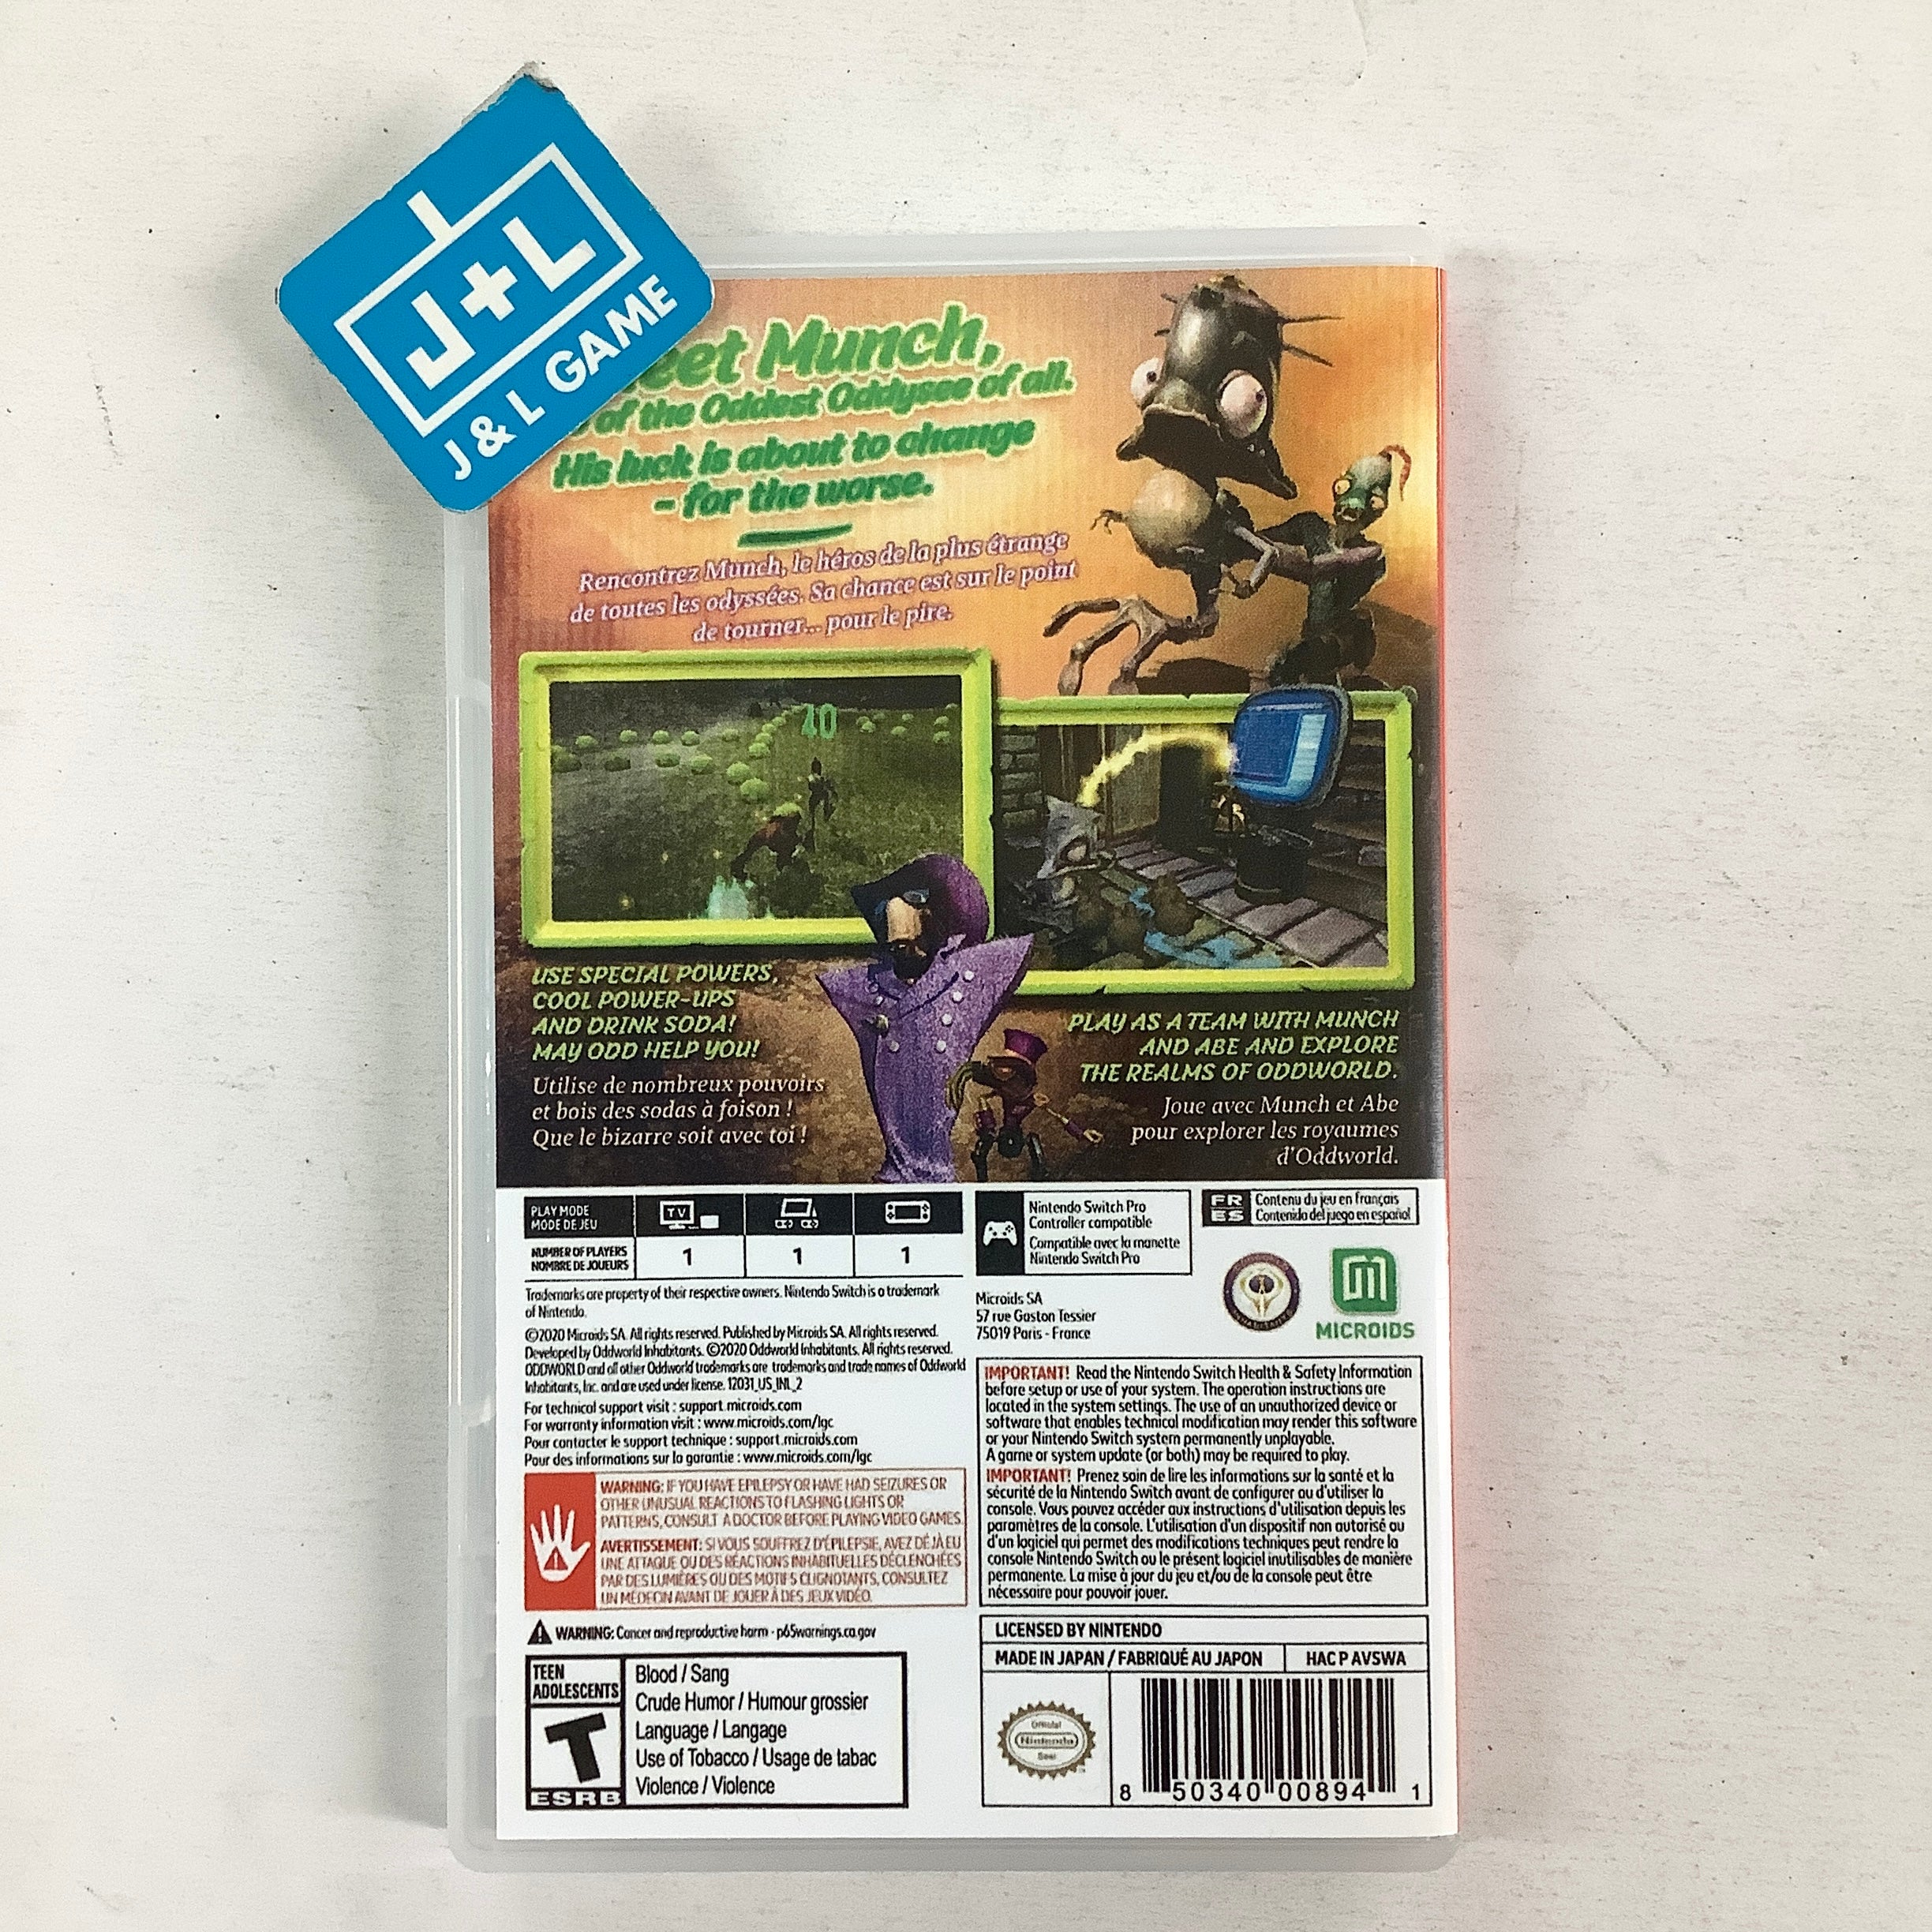 J+L
J & L GAME
Munch,
of the Oddest Oddysee of all.
His luck is about to change
- for the worse.
Rencontrez Munch, le héros de la plus étrange
de toutes les odyssées. Sa chance est sur le point
de tourner... pour le pire.
40
USE SPECIAL POWERS,
COOL POWER-UPS
AND DRINK SODA!
MAY ODD HELP YOU!
Utilise de nombreux pouvoirs
et bois des sodas à foison !
Que le bizarre soit avec toi !
PLAY AS A TEAM WITH MUNCH
AND ABE AND EXPLORE
THE REALMS OF ODDWORLD.
Joue avec Munch et Abe
pour explorer les royaumes
d'Oddworld.
PLAY MODE
MODE DE JEU
TV
NUMBER OF PLAYERS
NOMBRE DE JOUEURS
1 1 1
Nintendo Switch Pro
Controller compatible
Compatible avec la manette
Nintendo Switch Pro
FR Contenu du jeu en français
ES Contenido del juego en español
Trademarks are property of their respective owners. Nintendo Switch is a trademark
of Nintendo.
©2020 Microids SA. All rights reserved. Published by Microids SA. All rights reserved.
Developed by Oddworld Inhabitants. ©2020 Oddworld Inhabitants. All rights reserved.
ODDWORLD and all other Oddworld trademarks are trademarks and trade names of Oddworld
Inhabitants, Inc. and are used under license. 12031_US_INL_2
For technical support visit : support.microids.com
For warranty information visit : www.microids.com/lgc
Pour contacter le support technique : support.microids.com
Pour des informations sur la garantie : www.microids.com/lgc
Microids SA
57 rue Gaston Tessier
75019 Paris - France
MICROIDS
IMPORTANT! Read the Nintendo Switch Health & Safety Information
before setup or use of your system. The operation instructions are
located in the system settings. The use of an unauthorized device or
software that enables technical modification may render this software
or your Nintendo Switch system permanently unplayable.
A game or system update (or both) may be required to play.
IMPORTANT! Prenez soin de lire les informations sur la santé et la
sécurité de la Nintendo Switch avant de configurer ou d'utiliser la
console. Vous pouvez accéder aux instructions d'utilisation depuis les
paramètres de la console. L'utilisation d'un dispositif non autorisé ou
d'un logiciel qui permet des modifications techniques peut rendre la
console Nintendo Switch ou le présent logiciel inutilisables de manière
permanente. La mise à jour du jeu et/ou de la console peut être
nécessaire pour pouvoir jouer.
WARNING: IF YOU HAVE EPILEPSY OR HAVE HAD SEIZURES OR
OTHER UNUSUAL REACTIONS TO FLASHING LIGHTS OR
PATTERNS, CONSULT A DOCTOR BEFORE PLAYING VIDEO GAMES.
AVERTISSEMENT: SI VOUS SOUFFREZ D'ÉPILEPSIE, AVEZ DÉJÀ EU
UNE ATTAQUE OU DES RÉACTIONS INHABITUELLES DÉCLENCHÉES
PAR DES LUMIÈRES OU DES MOTIFS CLIGNOTANTS, CONSULTEZ
UN MÉDECIN AVANT DE JOUER À DES JEUX VIDÉO.
WARNING: Cancer and reproductive harm - p65warnings.ca.gov
TEEN
ADOLESCENTS
T
ESRB
Blood / Sang
Crude Humor / Humour grossier
Language / Langage
Use of Tobacco / Usage de tabac
Violence / Violence
LICENSED BY NINTENDO
MADE IN JAPAN / FABRIQUÉ AU JAPON HAC P AVSWA
Official
Nintendo
Seal
8 50340 00894 1